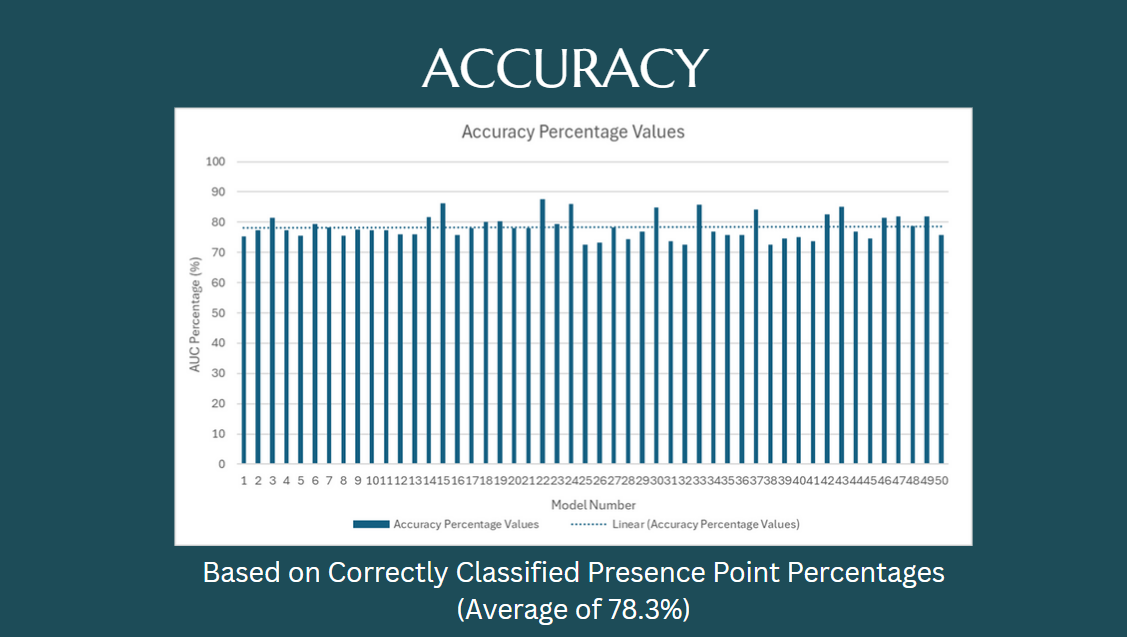 ACCURACY
Accuracy Percentage Values
100
90
80
70
60
50
40
30
20
10
0
AUC Percentage (%)
1 2 3 4 5 6 7 8 9 10 11 12 13 14 15 16 17 18 19 20 21 22 23 24 25 26 27 28 29 30 31 32 33 34 35 36 37 38 39 40 41 42 43 44 45 46 47 48 49 50
Model Number
Accuracy Percentage Values
Linear (Accuracy Percentage Values)
Based on Correctly Classified Presence Point Percentages
(Average of 78.3%)